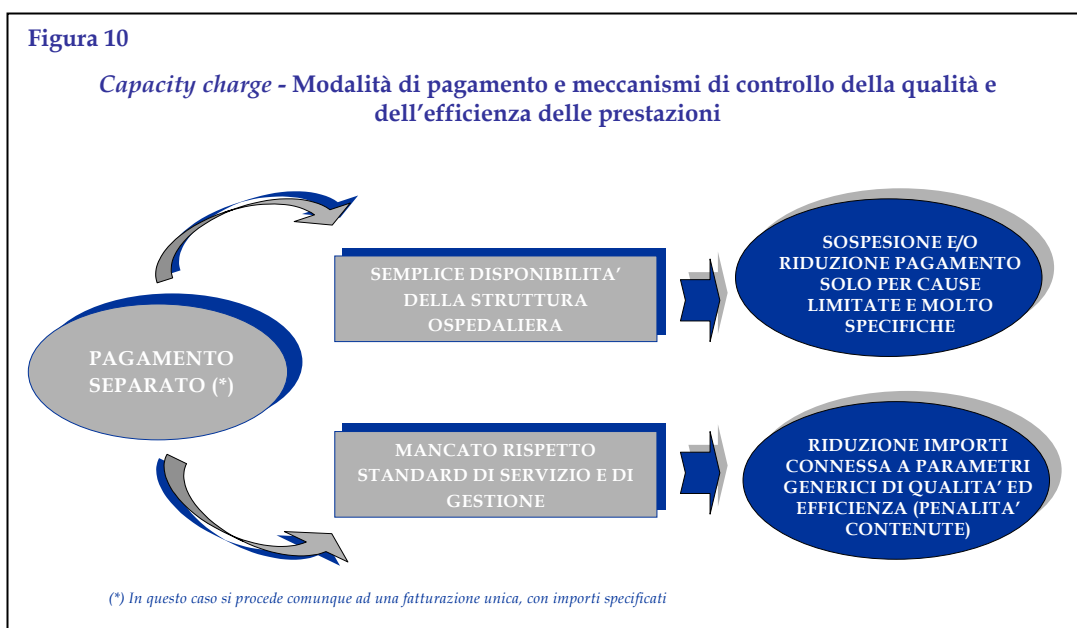 Figura 10
Capacity charge - Modalità di pagamento e meccanismi di controllo della qualità e
dell’efficienza delle prestazioni
SEMPLICE DISPONIBILITA’
DELLA STRUTTURA
OSPEDALIERA
SOSPESIONE E/O
RIDUZIONE PAGAMENTO
SOLO PER CAUSE
LIMITATE E MOLTO
SPECIFICHE
PAGAMENTO
SEPARATO (*)
MANCATO RISPETTO
STANDARD DI SERVIZIO E DI
GESTIONE
RIDUZIONE IMPORTI
CONNESSA A PARAMETRI
GENERICI DI QUALITA’ ED
EFFICIENZA (PENALITA’
CONTENUTE)
(*) In questo caso si procede comunque ad una fatturazione unica, con importi specificati